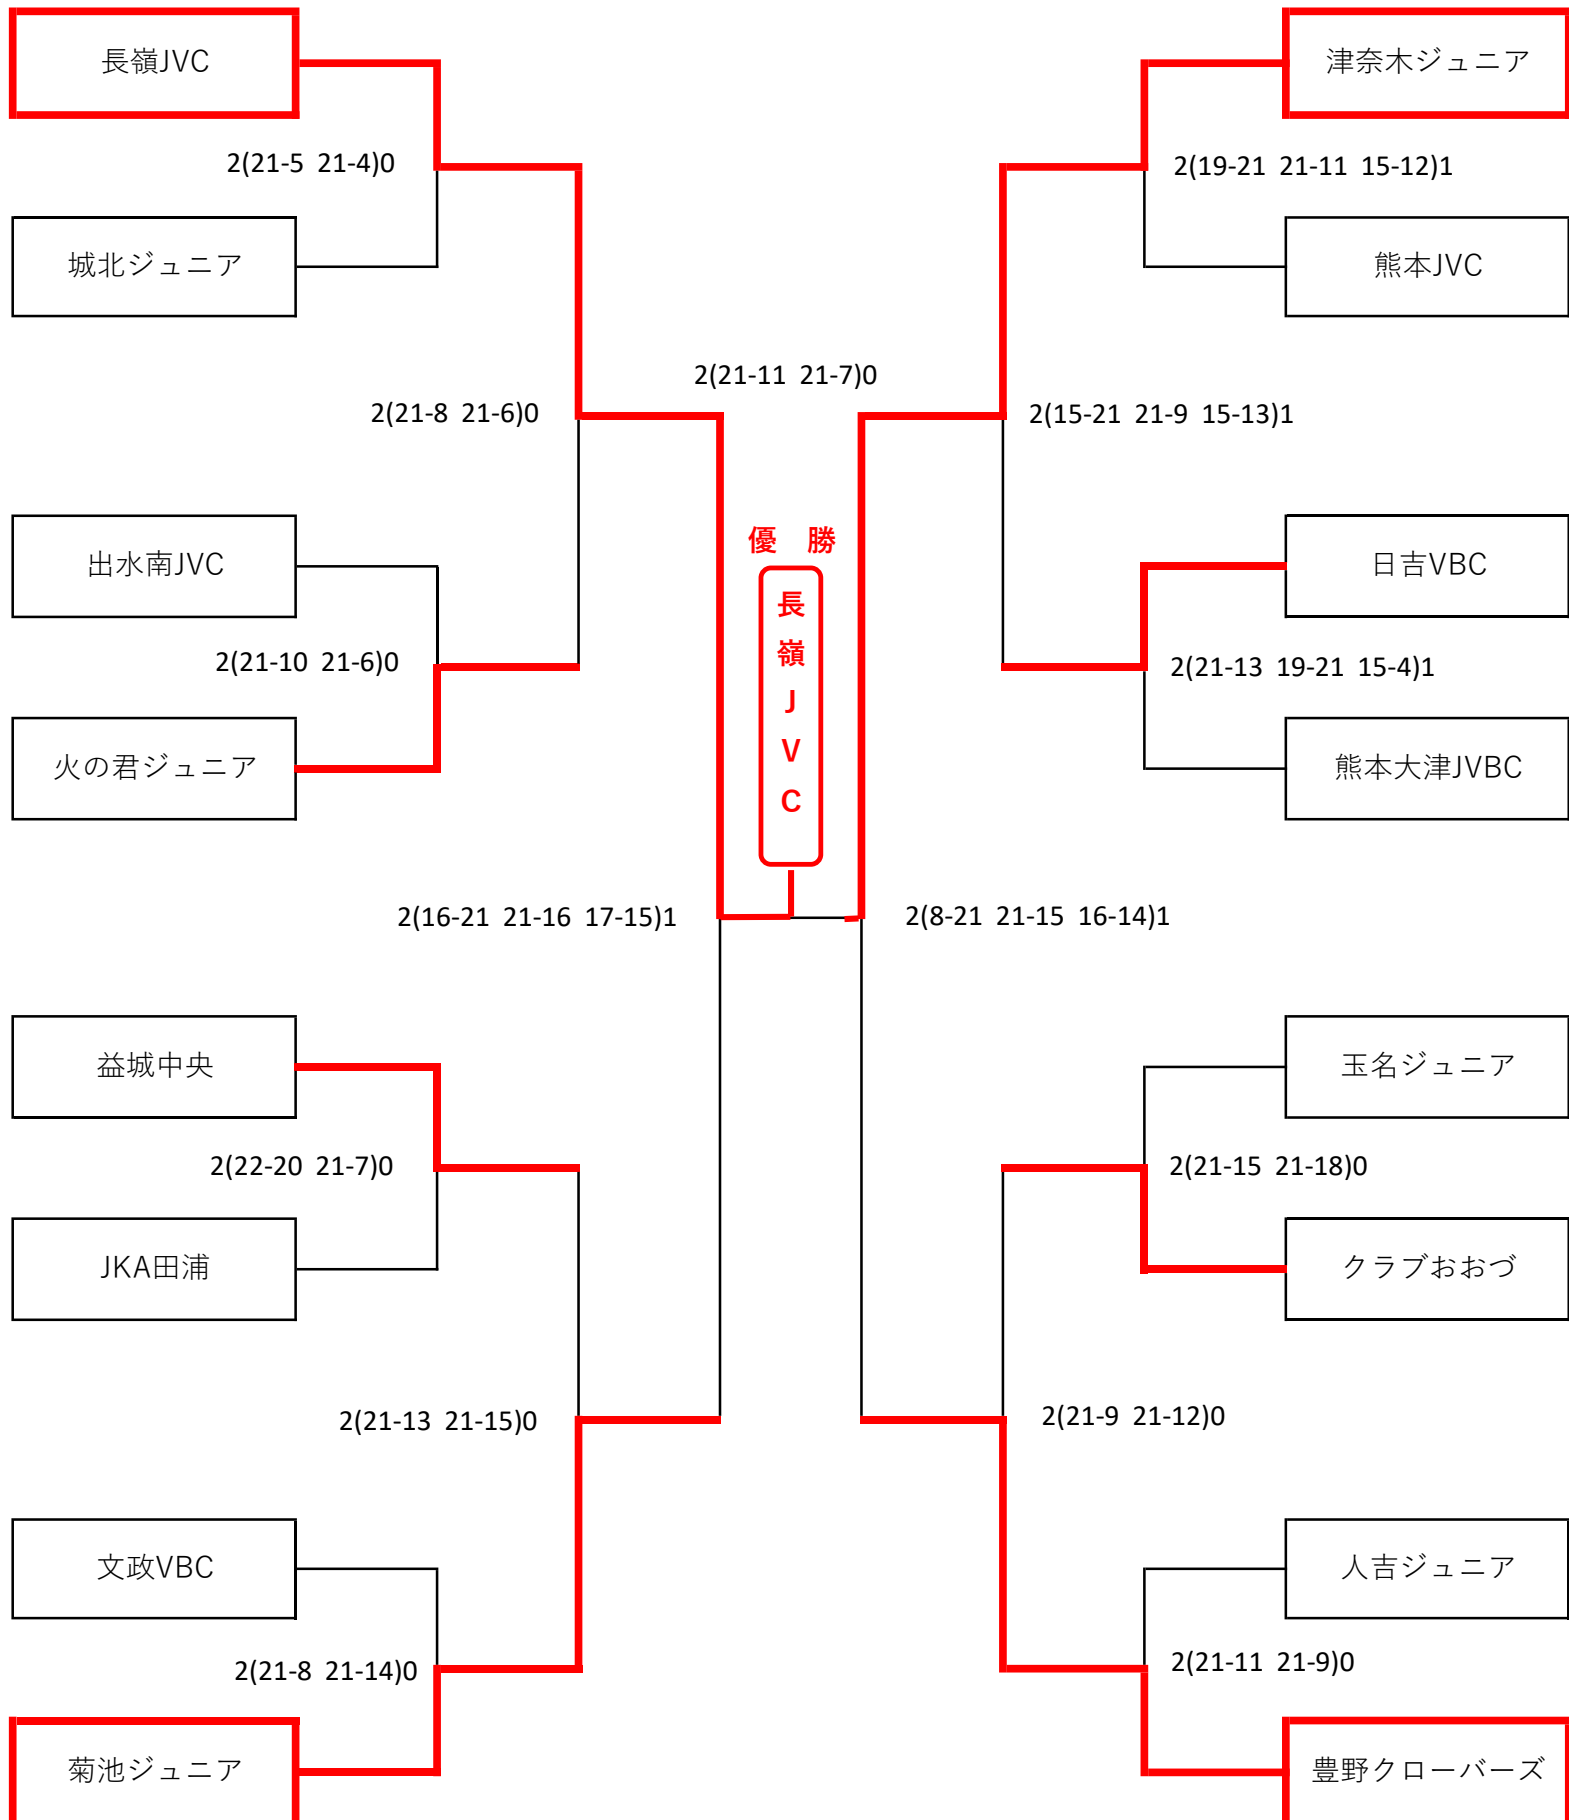 長嶺JVC
津奈木ジュニア
2(21-5 21-4)0
2(19-21 21-11 15-12)1
城北ジュニア
熊本JVC
2(21-11 21-7)0
2(21-8 21-6)0
2(15-21 21-9 15-13)1
優 勝
出水南JVC
日吉VBC
長嶺JVC
2(21-10 21-6)0
2(21-13 19-21 15-4)1
火の君ジュニア
熊本大津JVBC
2(16-21 21-16 17-15)1
2(8-21 21-15 16-14)1
益城中央
玉名ジュニア
2(22-20 21-7)0
2(21-15 21-18)0
JKA田浦
クラブおおづ
2(21-13 21-15)0
2(21-9 21-12)0
文政VBC
人吉ジュニア
2(21-8 21-14)0
2(21-11 21-9)0
菊池ジュニア
豊野クローバーズ